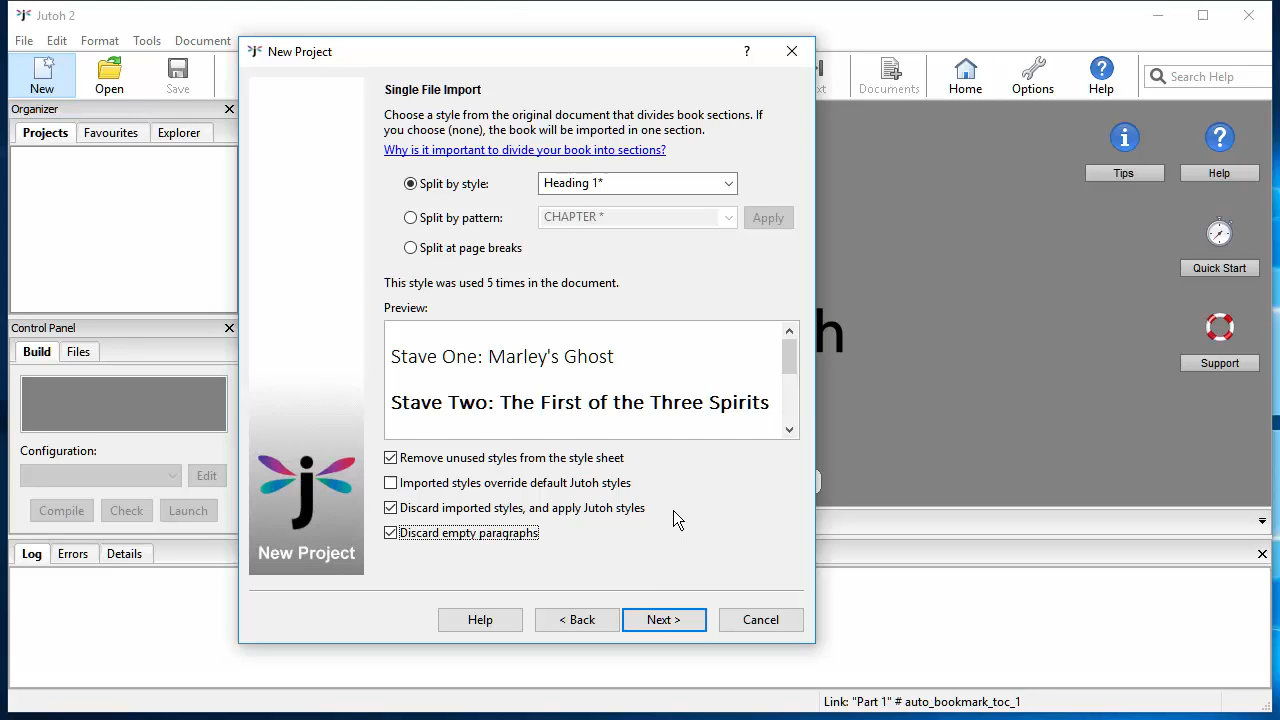 Jutoh 2
File Edit Format Tools Document
New Open Save Documents Home Options Help Search Help
Organizer
Projects Favourites Explorer
Control Panel
Build Files
Configuration:
Edit
Compile Check Launch
New Project ?
Single File Import
Choose a style from the original document that divides book sections. If
you choose (none), the book will be imported in one section.
Why is it important to divide your book into sections?
Split by style: Heading 1*
Split by pattern: CHAPTER * Apply
Split at page breaks
This style was used 5 times in the document.
Preview:
Stave One: Marley's Ghost
Stave Two: The First of the Three Spirits
Remove unused styles from the style sheet
Imported styles override default Jutoh styles
Discard imported styles, and apply Jutoh styles
Discard empty paragraphs
New Project
Help < Back Next > Cancel
Tips Help
Quick Start
Support
Log Errors Details
Link: "Part 1" # auto_bookmark_toc_1